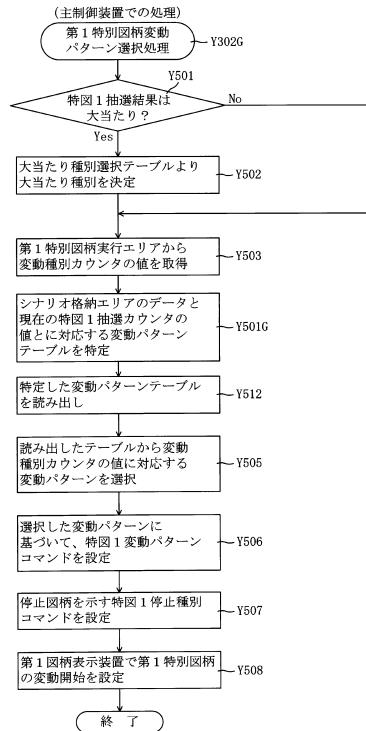 (主制御装置での処理)
第1特別図柄変動
パターン選択処理
Y302G
Y501
特図1抽選結果は
大当たり?
No
Yes
大当たり種別選択テーブルより
大当たり種別を決定
Y502
第1特別図柄実行エリアから
変動種別カウンタの値を取得
Y503
シナリオ格納エリアのデータと
現在の特図1抽選カウンタの
値とに対応する変動パターン
テーブルを特定
Y501G
特定した変動パターンテーブル
を読み出し
Y512
読み出したテーブルから変動
種別カウンタの値に対応する
変動パターンを選択
Y505
選択した変動パターンに
基づいて、特図1変動パターン
コマンドを設定
Y506
停止図柄を示す特図1停止種別
コマンドを設定
Y507
第1図柄表示装置で第1特別図柄
の変動開始を設定
Y508
終 了